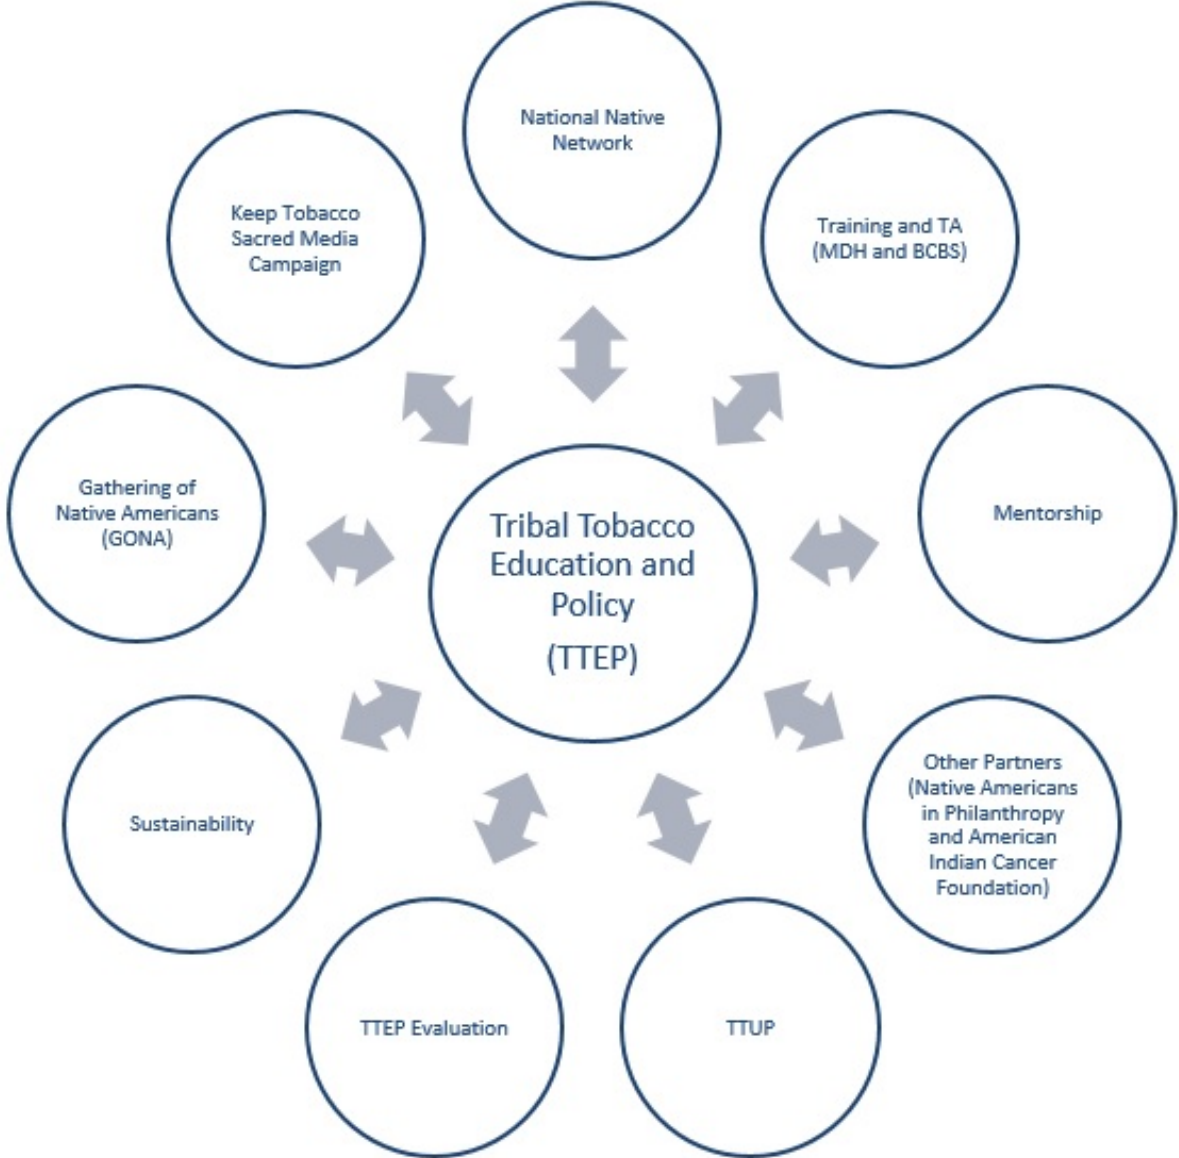 National Native
Network
Training and TA
(MDH and BCBS)
Mentorship
Other Partners
(Native Americans
in Philanthropy
and American
Indian Cancer
Foundation)
TTUP
TTEP Evaluation
Sustainability
Gathering of
Native Americans
(GONA)
Keep Tobacco
Sacred Media
Campaign
Tribal Tobacco
Education and
Policy
(TTEP)